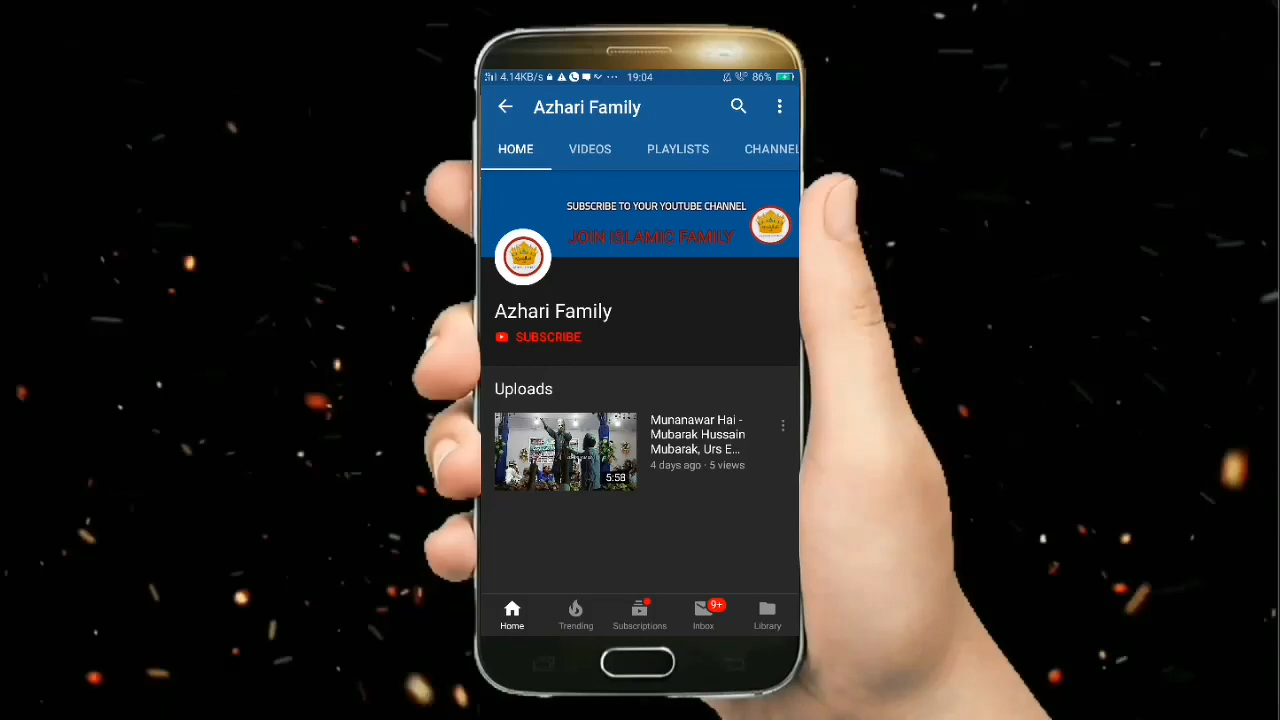 4.14KB/s
19:04
86%
Azhari Family
HOME
VIDEOS
PLAYLISTS
CHANNEL
SUBSCRIBE TO YOUR YOUTUBE CHANNEL
JOIN ISLAMIC FAMILY
Azhari Family
SUBSCRIBE
Uploads
Munanawar Hai -
Mubarak Hussain
Mubarak, Urs E...
4 days ago · 5 views
5:58
9+
Home
Trending
Subscriptions
Inbox
Library